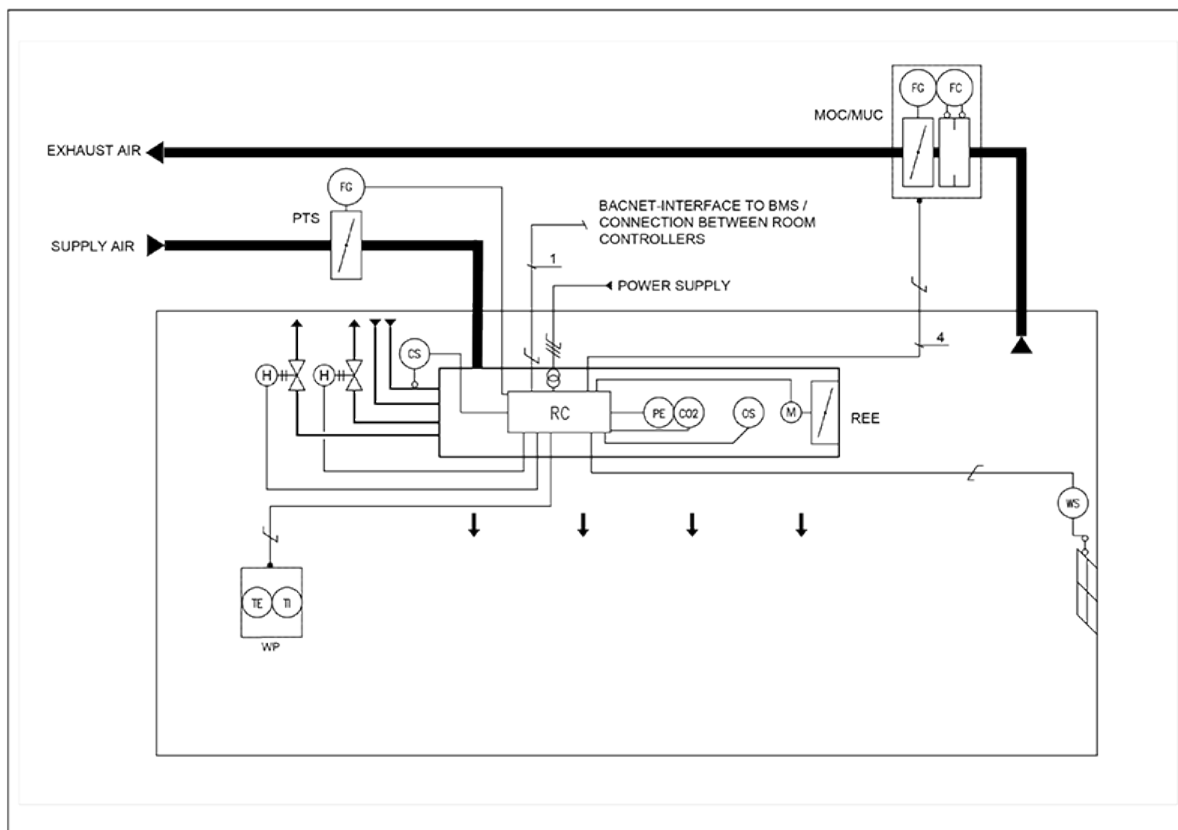 FG FC
MOC/MUC
EXHAUST AIR
FG
PTS
BACNET-INTERFACE TO BMS /
CONNECTION BETWEEN ROOM
CONTROLLERS
SUPPLY AIR
1
POWER SUPPLY
4
CS
H
H
RC
PE
CO2
CS
M
REE
WS
TE
TI
WP